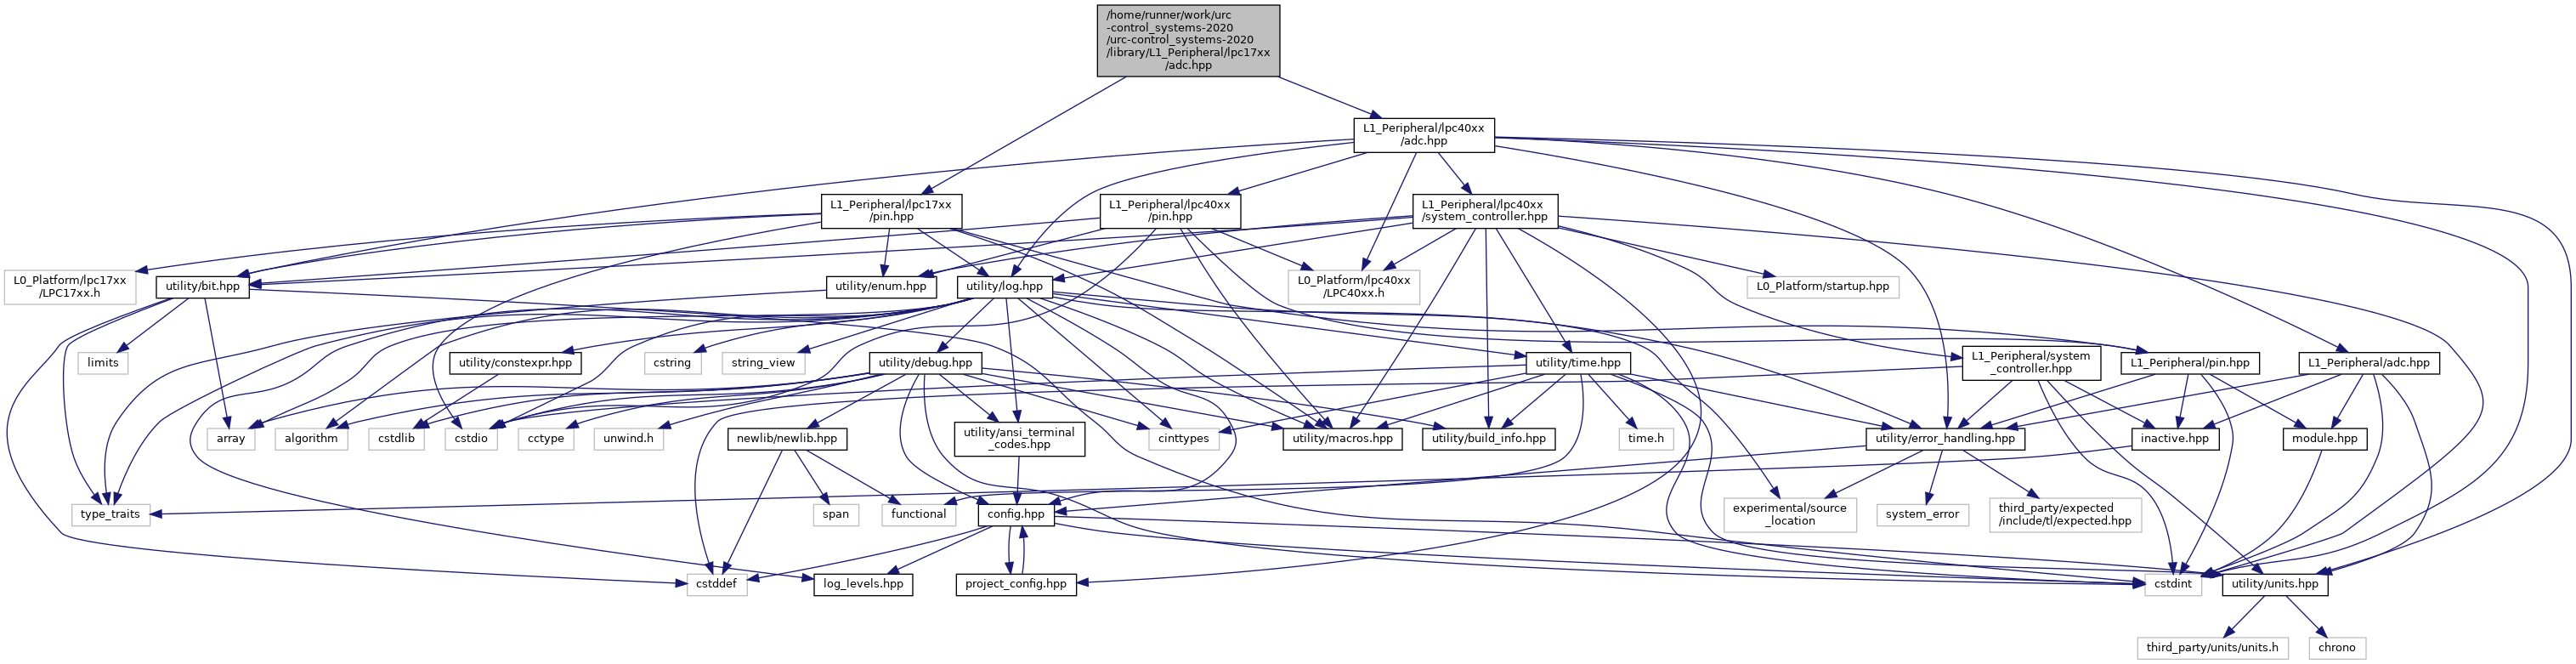 /home/runner/work/urc
-control_systems-2020
/urc-control_systems-2020
/library/L1_Peripheral/lpc17xx
/adc.hpp
L1_Peripheral/lpc40xx
/adc.hpp
L1_Peripheral/lpc17xx
/pin.hpp
L1_Peripheral/lpc40xx
/pin.hpp
L1_Peripheral/lpc40xx
/system_controller.hpp
L0_Platform/lpc17xx
/LPC17xx.h
utility/bit.hpp
utility/enum.hpp
utility/log.hpp
L0_Platform/lpc40xx
/LPC40xx.h
L0_Platform/startup.hpp
limits
utility/constexpr.hpp
cstring
string_view
utility/debug.hpp
utility/time.hpp
L1_Peripheral/system
_controller.hpp
L1_Peripheral/pin.hpp
L1_Peripheral/adc.hpp
array
algorithm
cstdlib
cstdio
cctype
unwind.h
newlib/newlib.hpp
utility/ansi_terminal
_codes.hpp
cinttypes
utility/macros.hpp
utility/build_info.hpp
time.h
utility/error_handling.hpp
inactive.hpp
module.hpp
type_traits
span
functional
config.hpp
experimental/source
_location
system_error
third_party/expected
/include/tl/expected.hpp
cstddef
log_levels.hpp
project_config.hpp
cstdint
utility/units.hpp
third_party/units/units.h
chrono